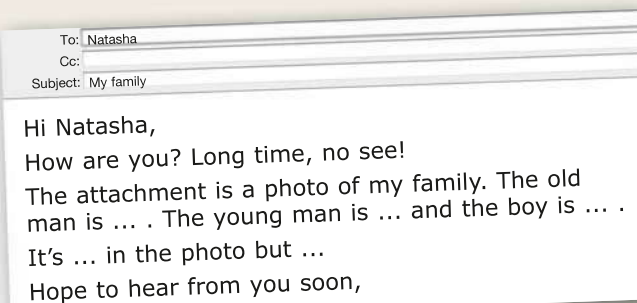 To: Natasha
Cc:
Subject: My family
Hi Natasha,
How are you? Long time, no see!
The attachment is a photo of my family. The old
man is ... . The young man is ... and the boy is ... .
It's ... in the photo but ...
Hope to hear from you soon,